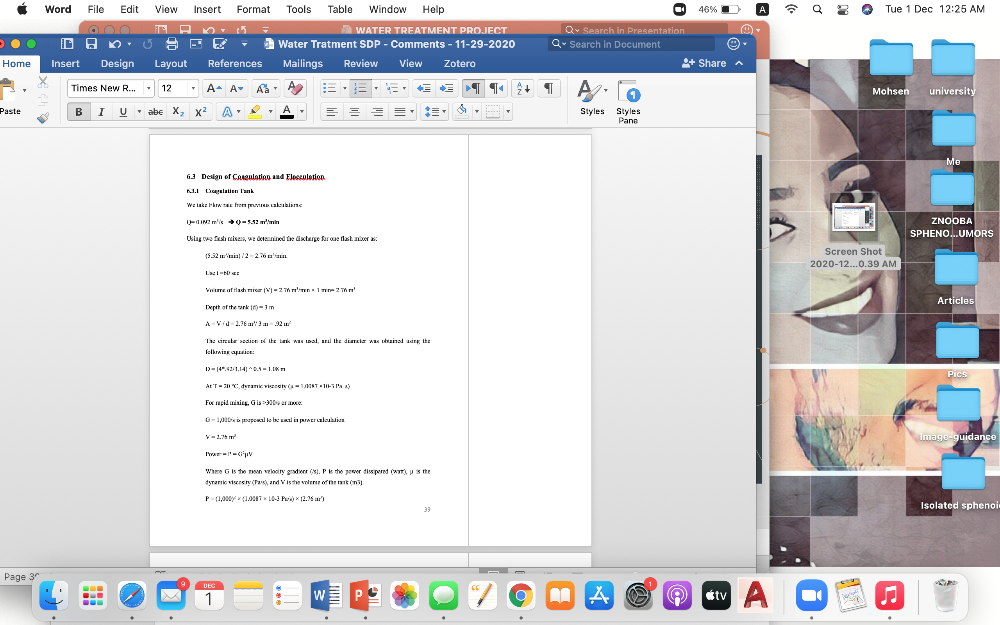 Word File Edit View Insert Format Tools Table Window Help 46% A Tue 1 Dec 12:25 AM
WATER TREATMENT PROJECT Search in Presentation
Water Tratment SDP - Comments - 11-29-2020 Search in Document
Home Insert Design Layout References Mailings Review View Zotero Share
Paste Times New R... 12 Styles Styles Pane
6.3 Design of Coagulation and Flocculation
6.3.1 Coagulation Tank
We take Flow rate from previous calculations:
Q= 0.092 m³/s ➔ Q = 5.52 m³/min
Using two flash mixers, we determined the discharge for one flash mixer as:
(5.52 m³/min) / 2 = 2.76 m³/min.
Use t =60 sec
Volume of flash mixer (V) = 2.76 m³/min × 1 min= 2.76 m³
Depth of the tank (d) = 3 m
A = V / d = 2.76 m³/ 3 m = .92 m²
The circular section of the tank was used, and the diameter was obtained using the
following equation:
D = (4*.92/3.14) ^ 0.5 = 1.08 m
At T = 20 °C, dynamic viscosity (μ = 1.0087 ×10-3 Pa. s)
For rapid mixing, G is >300/s or more:
G = 1,000/s is proposed to be used in power calculation
V = 2.76 m³
Power = P = G²μV
Where G is the mean velocity gradient (/s), P is the power dissipated (watt), μ is the
dynamic viscosity (Pa/s), and V is the volume of the tank (m3).
P = (1,000)² × (1.0087 × 10-3 Pa/s) × (2.76 m³)
39
Page 39
Mohsen
university
Me
ZNOOBA
SPHENO...UMORS
Screen Shot
2020-12...0.39 AM
Articles
Pics
Image-guidance
Isolated sphenoi
9
DEC
1
1
tv